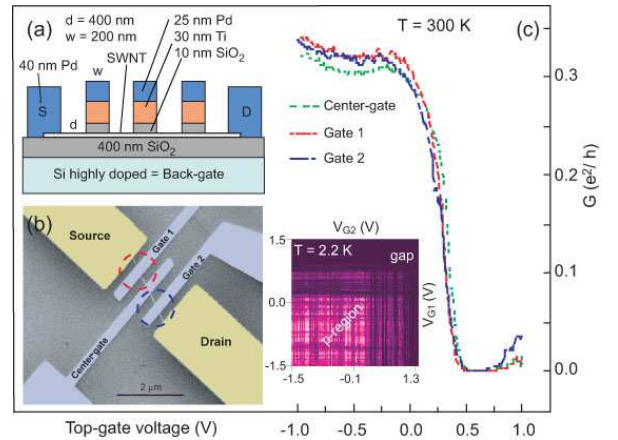 (a)
d = 400 nm
w = 200 nm
25 nm Pd
30 nm Ti
10 nm SiO₂
SWNT
40 nm Pd
w
S
d
D
400 nm SiO₂
Si highly doped = Back-gate
(b)
Source
Gate 1
Gate 2
Center-gate
Drain
2 µm
T = 300 K
(c)
Center-gate
Gate 1
Gate 2
V_G2 (V)
T = 2.2 K
gap
p-region
V_G1 (V)
1.5
0.0
-1.5
-1.5
-0.1
1.3
0.3
0.2
0.1
0.0
G (e²/ h)
Top-gate voltage (V)
-1.0
-0.5
0.0
0.5
1.0